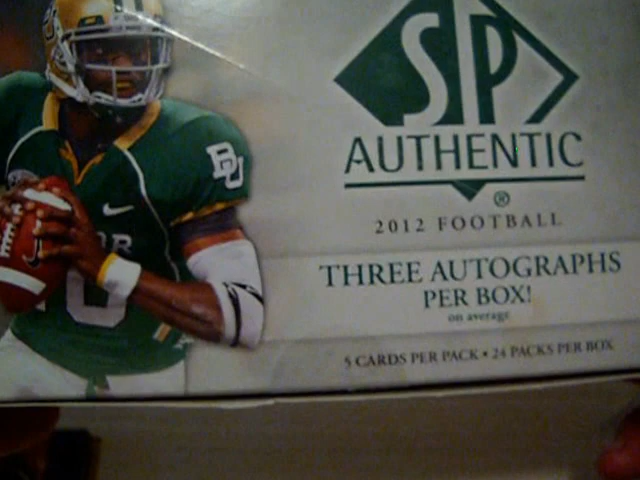 SP
AUTHENTIC
®
2012 FOOTBALL
THREE AUTOGRAPHS
PER BOX!
on average
5 CARDS PER PACK • 24 PACKS PER BOX
BU